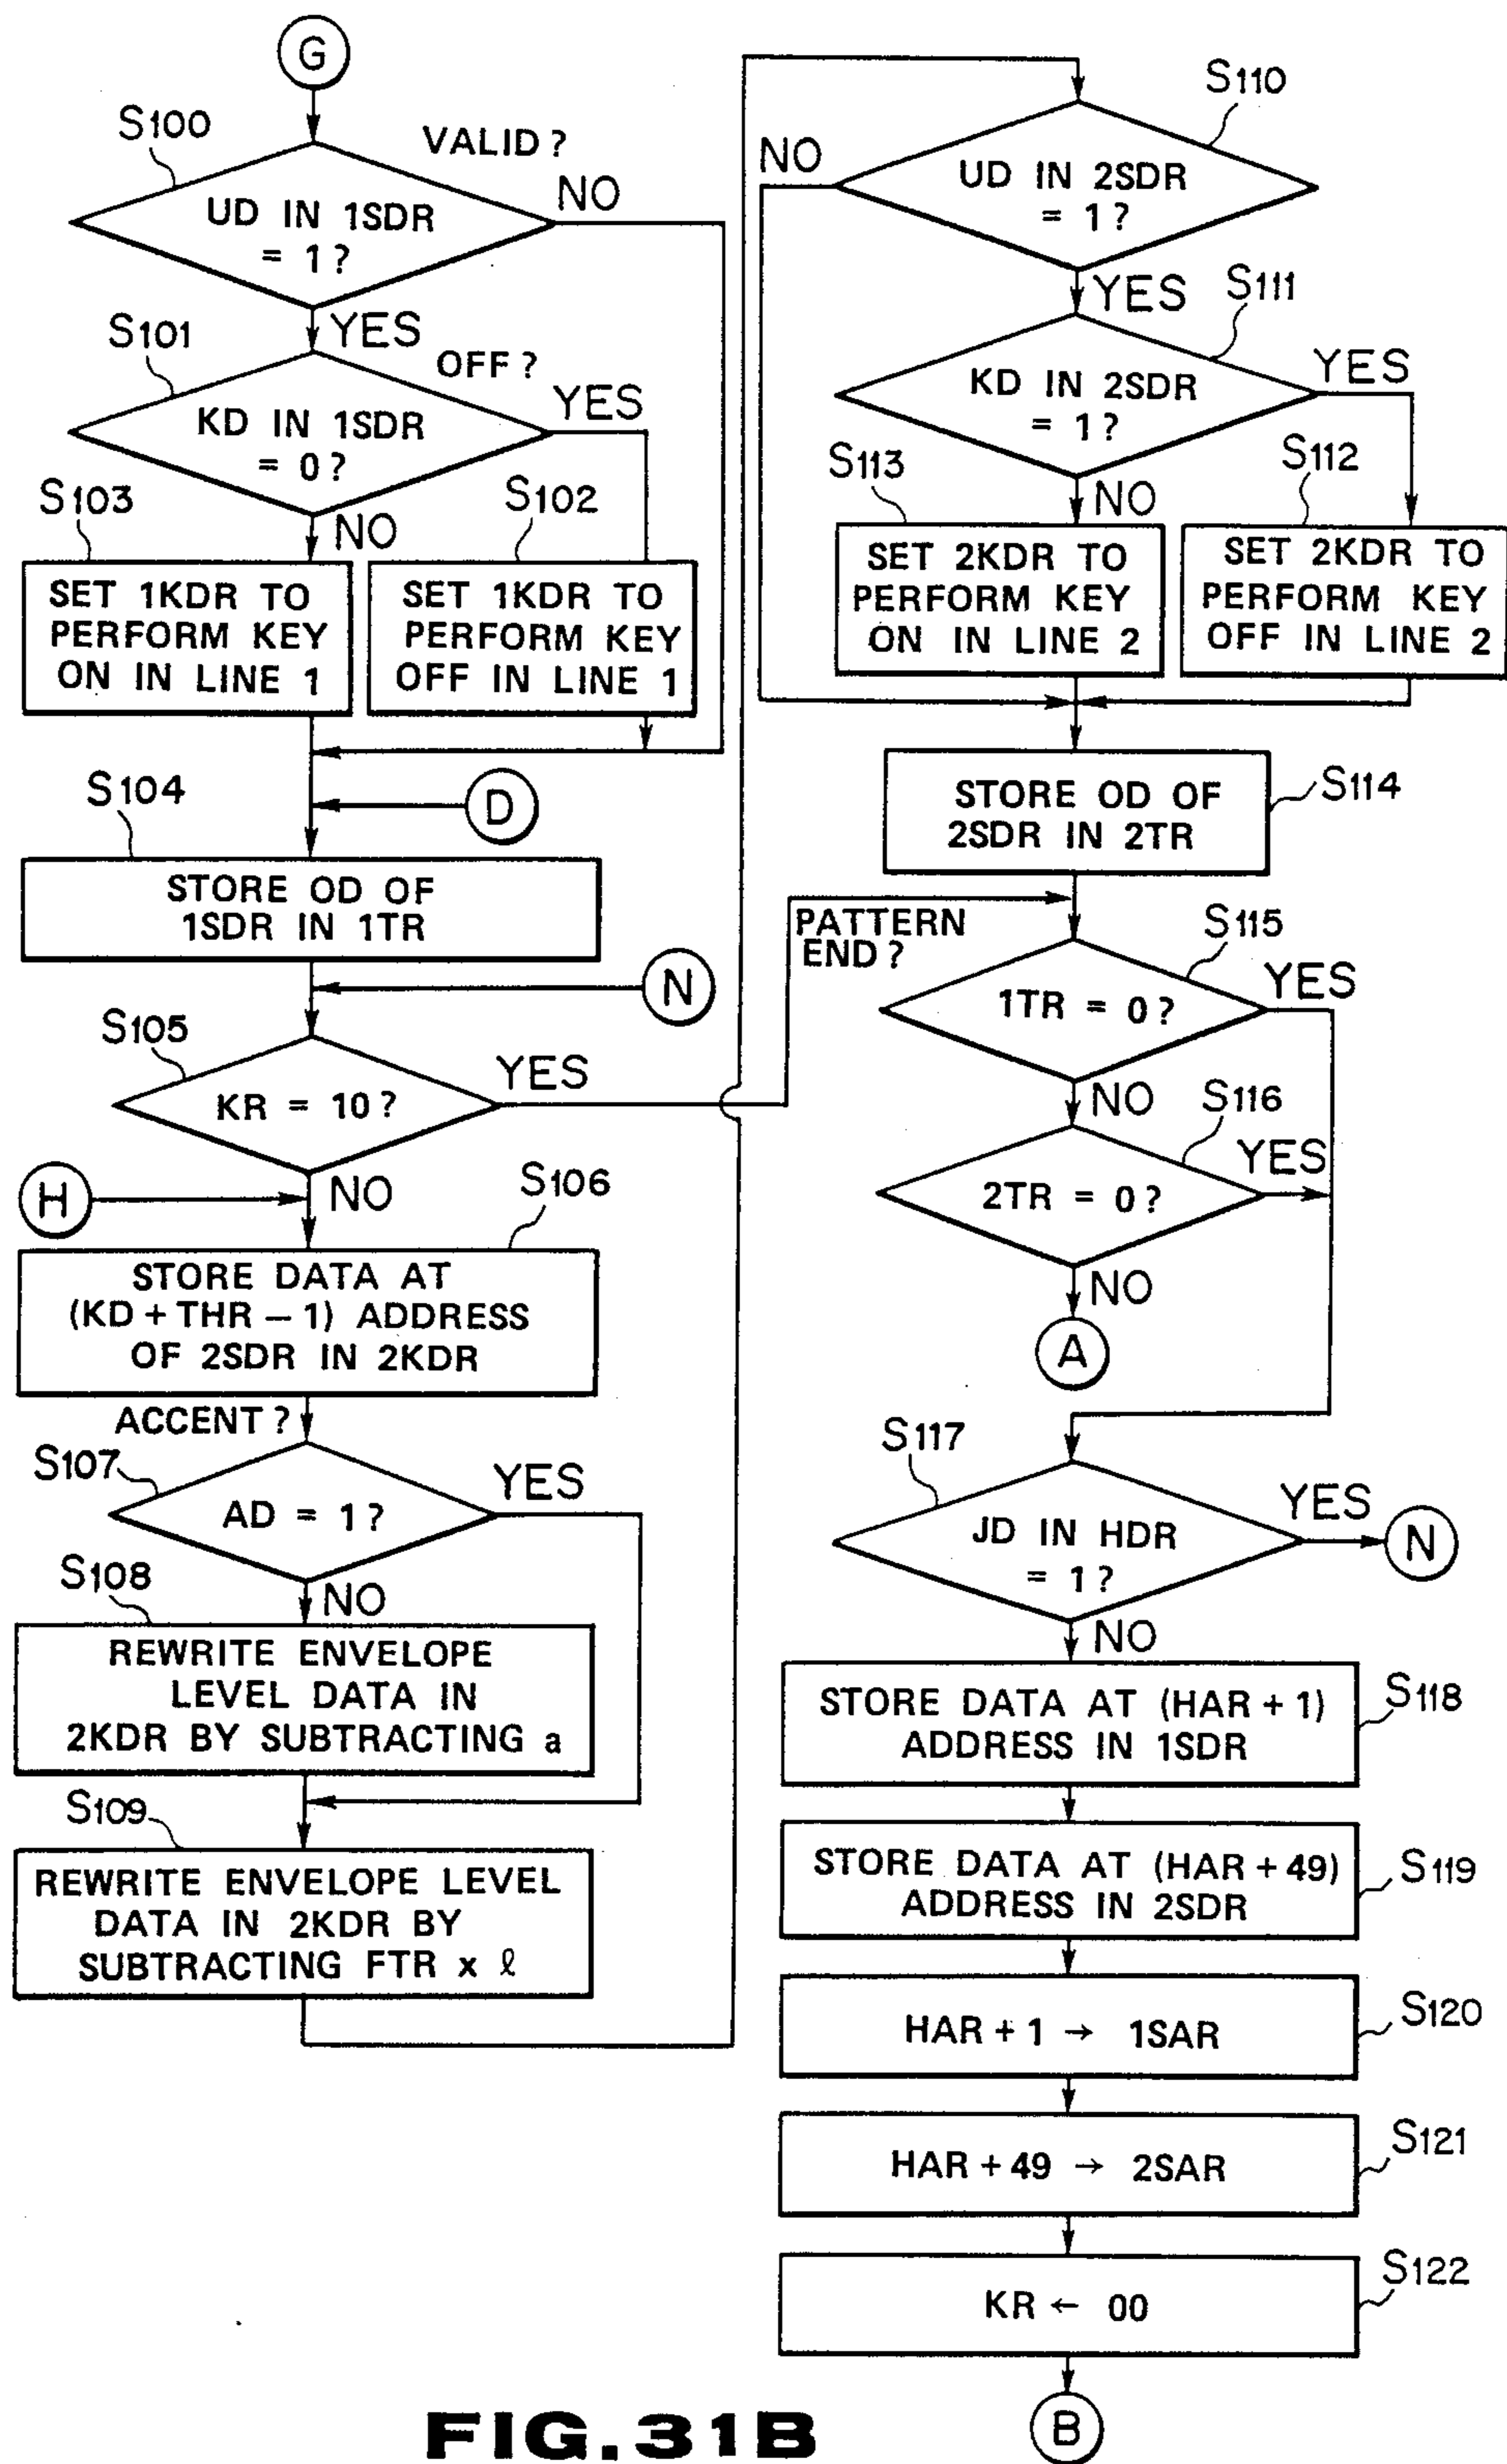 G
S100
VALID?
UD IN 1SDR
= 1?
NO
YES
S101
OFF?
KD IN 1SDR
= 0?
YES
NO
S103
SET 1KDR TO
PERFORM KEY
ON IN LINE 1
S102
SET 1KDR TO
PERFORM KEY
OFF IN LINE 1
D
S104
STORE OD OF
1SDR IN 1TR
N
S105
KR = 10?
YES
NO
H
S106
STORE DATA AT
(KD + THR - 1) ADDRESS
OF 2SDR IN 2KDR
ACCENT?
S107
AD = 1?
YES
NO
S108
REWRITE ENVELOPE
LEVEL DATA IN
2KDR BY SUBTRACTING a
S109
REWRITE ENVELOPE LEVEL
DATA IN 2KDR BY
SUBTRACTING FTR x ℓ
S110
UD IN 2SDR
= 1?
NO
YES
S111
KD IN 2SDR
= 1?
YES
NO
S113
SET 2KDR TO
PERFORM KEY
ON IN LINE 2
S112
SET 2KDR TO
PERFORM KEY
OFF IN LINE 2
S114
STORE OD OF
2SDR IN 2TR
PATTERN
END?
S115
1TR = 0?
YES
NO
S116
2TR = 0?
YES
NO
A
S117
JD IN HDR
= 1?
YES
N
NO
S118
STORE DATA AT (HAR + 1)
ADDRESS IN 1SDR
S119
STORE DATA AT (HAR + 49)
ADDRESS IN 2SDR
S120
HAR + 1 → 1SAR
S121
HAR + 49 → 2SAR
S122
KR ← 00
B
FIG.31B